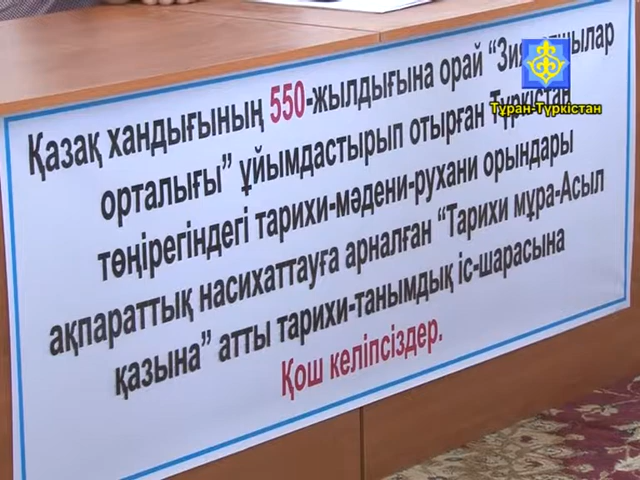 Тұран-Түркістан
Қазақ хандығының 550-жылдығына орай
орталығы” ұйымдастырып отырған Түркістан
төңірегіндегі тарихи-мәдени-рухани орындары
ақпараттық насихаттауға арналған “Тарихи мұра-Асыл
қазына” атты тарихи-танымдық іс-шарасына
Қош келіпсіздер.